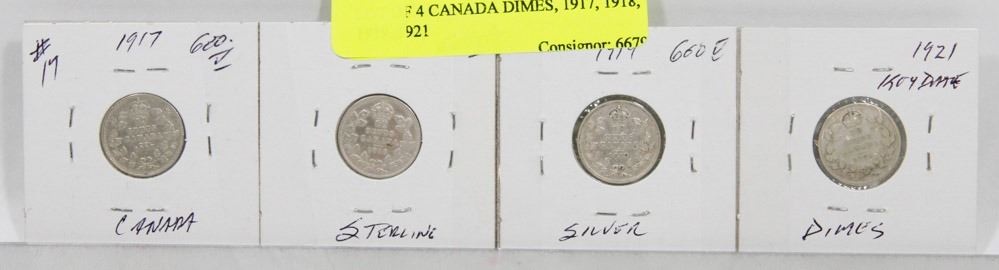 F 4 CANADA DIMES, 1917, 1918,
921
Consignor: 6679
# 19
1917
600.
CANADA
STERLING
1919
660
SILVER
1921
KEY DATE
DIMES